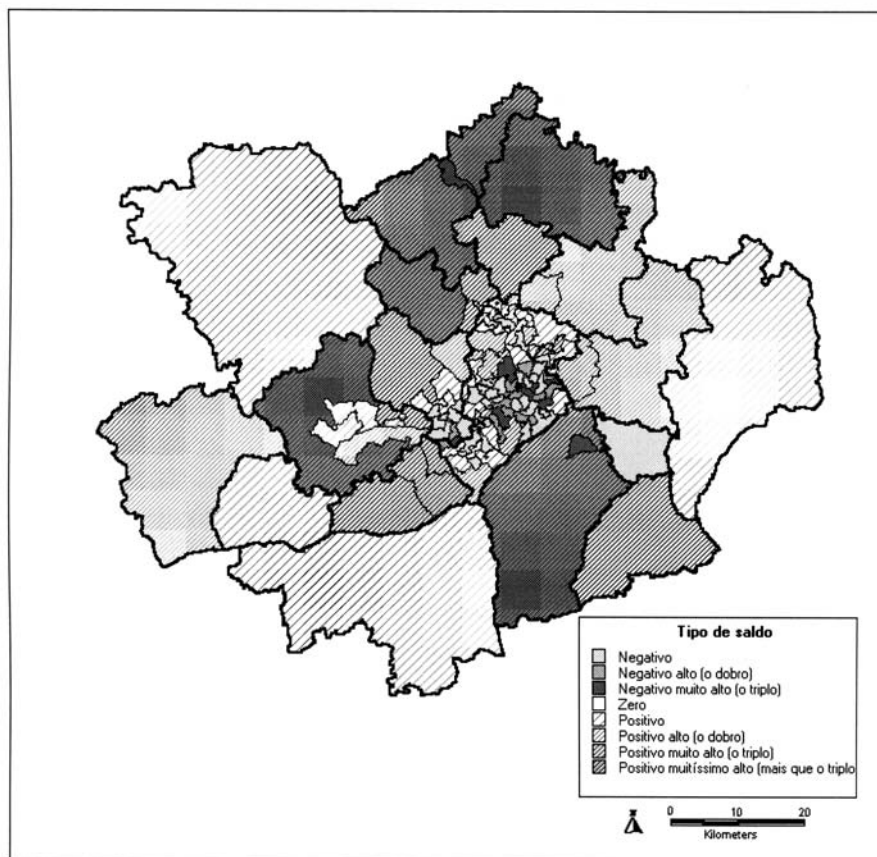 Tipo de saldo
Negativo
Negativo alto (o dobro)
Negativo muito alto (o triplo)
Zero
Positivo
Positivo alto (o dobro)
Positivo muito alto (o triplo)
Positivo muitíssimo alto (mais que o triplo
0 10 20
Kilometers